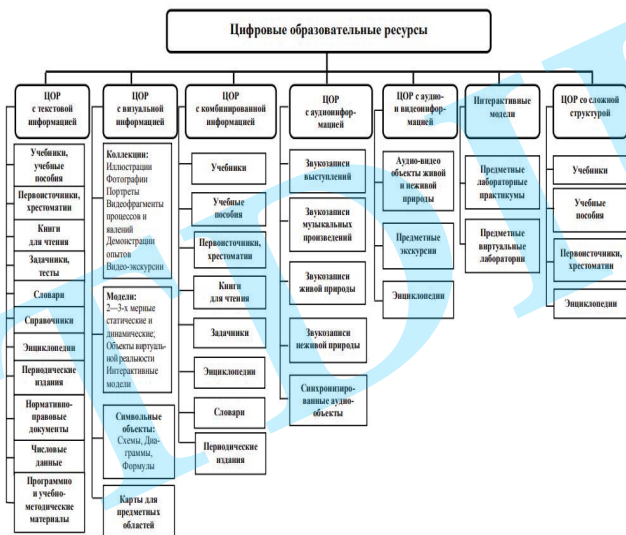 Цифровые образовательные ресурсы
ЦОР
с текстовой
информацией
Учебники,
учебные
пособия
Первоисточники,
хрестоматии
Книги
для чтения
Задачники,
тесты
Словари
Справочники
Энциклопедии
Периодические
издания
Нормативно-
правовые
документы
Числовые
данные
Программно
и учебно-
методические
материалы
ЦОР
с визуальной
информацией
Коллекции:
Иллюстрации
Фотографии
Портреты
Видеофрагменты
процессов и
явлений
Демонстрации
опытов
Видео-экскурсии
Модели:
2—3-х мерные
статические и
динамические;
Объекты виртуаль-
ной реальности
Интерактивные
модели
Символьные
объекты:
Схемы, Диа-
граммы,
Формулы
Карты для
предметных
областей
ЦОР
с комбинированной
информацией
Учебники
Учебные
пособия
Первоисточники,
хрестоматии
Книги
для чтения
Задачники
Энциклопедии
Словари
Периодические
издания
ЦОР
с аудиоинфор-
мацией
Звукозаписи
выступлений
Звукозаписи
музыкальных
произведений
Звукозаписи
живой природы
Звукозаписи
неживой природы
Синхронизиро-
ванные аудио-
объекты
ЦОР с аудио-
и видеоинфор-
мацией
Аудио-видео
объекты живой
и неживой
природы
Предметные
экскурсии
Энциклопедии
Интерактивные
модели
Предметные
лабораторные
практикумы
Предметные
виртуальные
лаборатории
ЦОР со сложной
структурой
Учебники
Учебные
пособия
Первоисточники,
хрестоматии
Энциклопедии